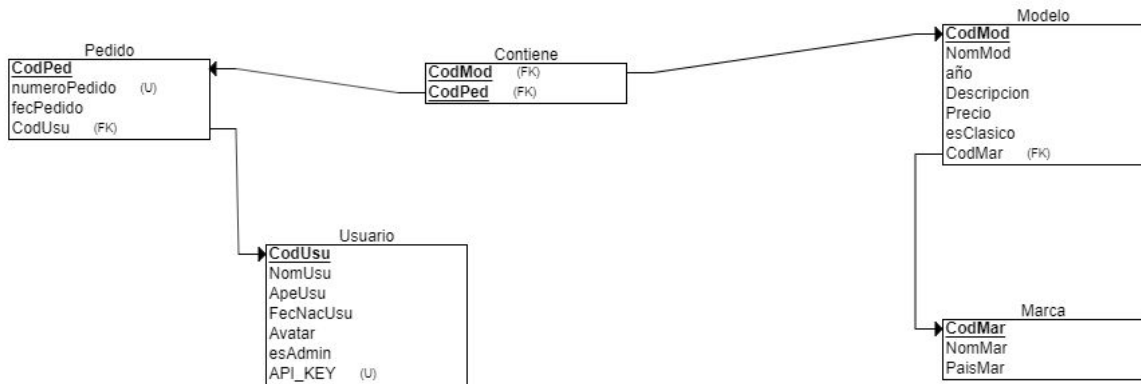 Pedido
CodPed
numeroPedido (U)
fecPedido
CodUsu (FK)
Contiene
CodMod (FK)
CodPed (FK)
Modelo
CodMod
NomMod
año
Descripcion
Precio
esClasico
CodMar (FK)
Usuario
CodUsu
NomUsu
ApeUsu
FecNacUsu
Avatar
esAdmin
API_KEY (U)
Marca
CodMar
NomMar
PaisMar